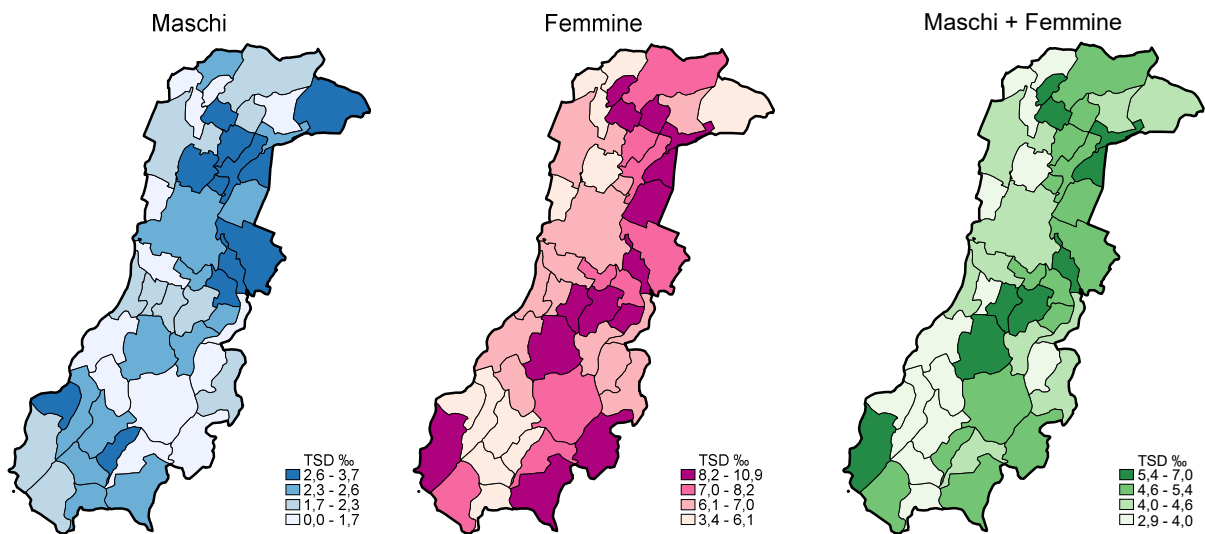 Maschi
Femmine
Maschi + Femmine
TSD ‰
2,6 - 3,7
2,3 - 2,6
1,7 - 2,3
0,0 - 1,7
TSD ‰
8,2 - 10,9
7,0 - 8,2
6,1 - 7,0
3,4 - 6,1
TSD ‰
5,4 - 7,0
4,6 - 5,4
4,0 - 4,6
2,9 - 4,0